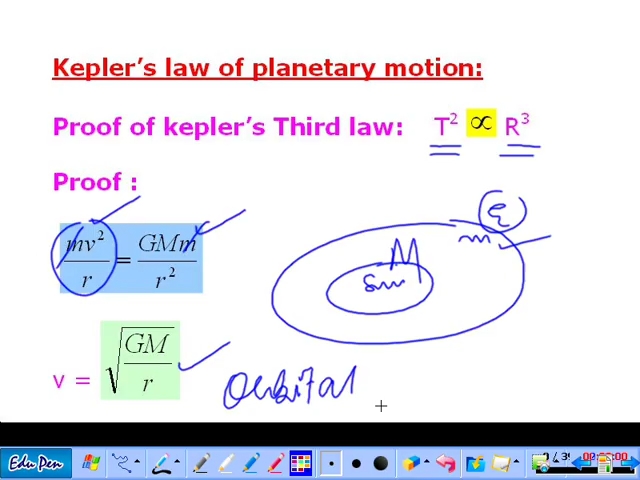 Kepler's law of planetary motion:
Proof of kepler's Third law: T² ∝ R³
Proof :
mv²/r = GMm/r²
E
m
M
Sun
v = √(GM/r)
Orbital
Edu Pen